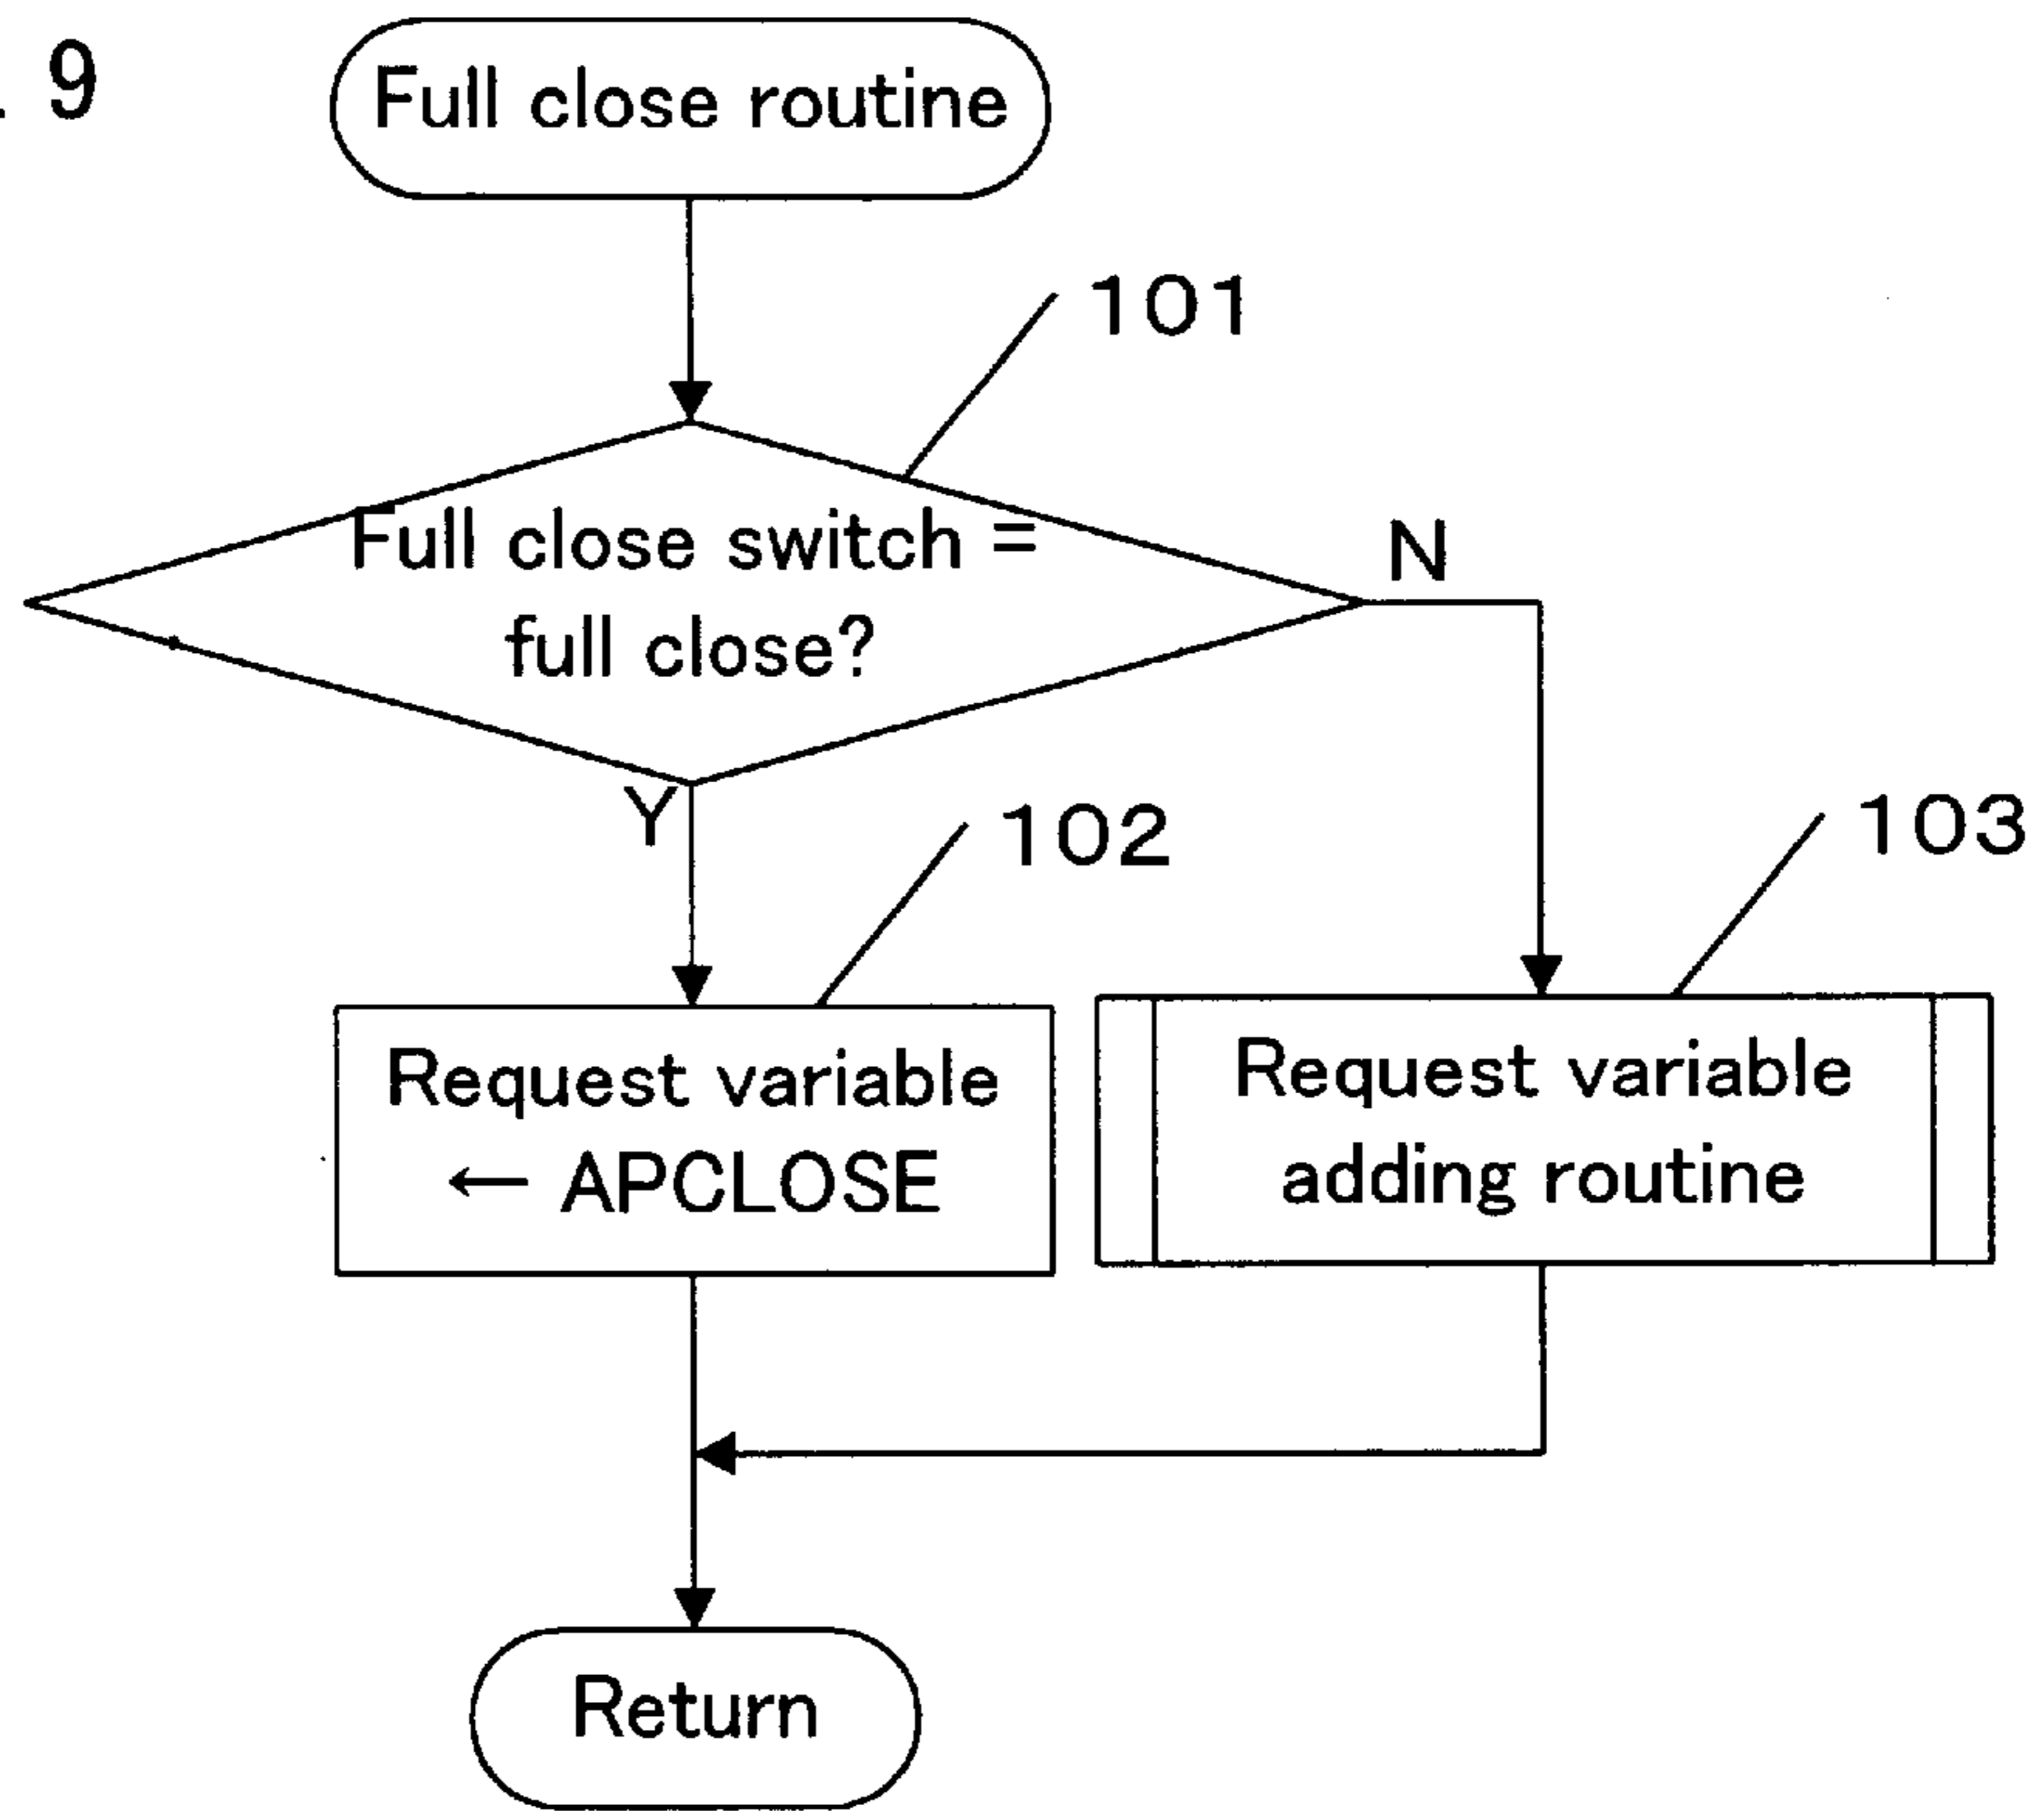 . 9
Full close routine
101
Full close switch =
full close?
N
Y
102
103
Request variable
← APCLOSE
Request variable
adding routine
Return